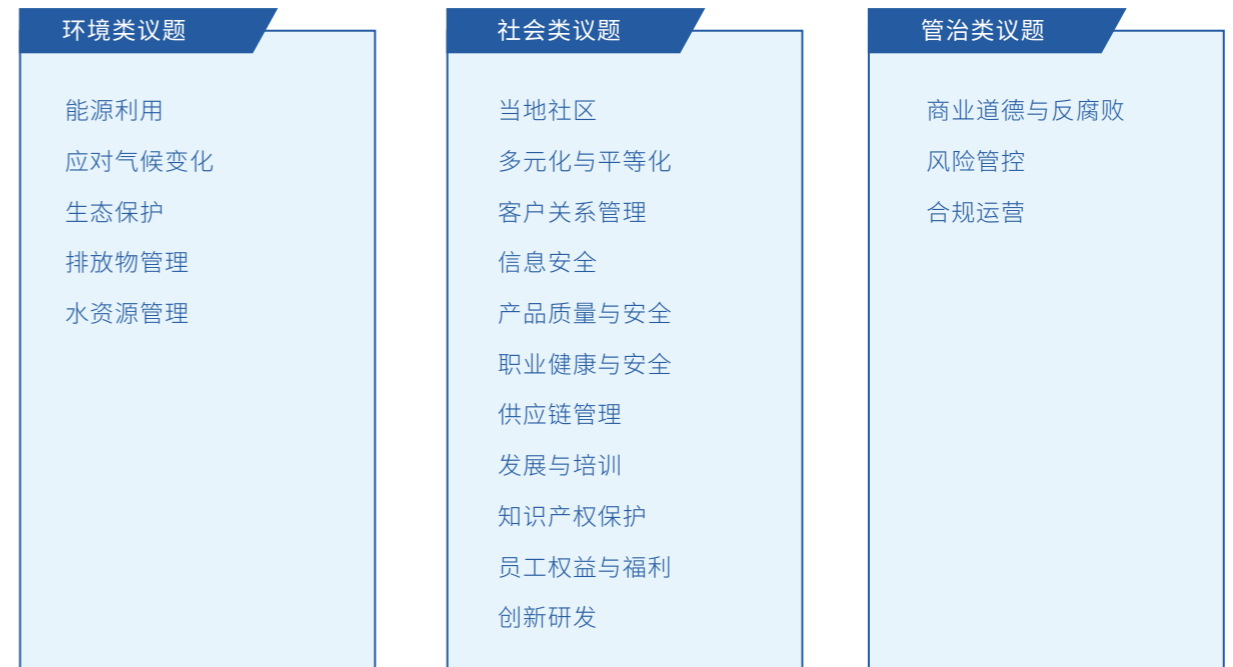 环境类议题
能源利用
应对气候变化
生态保护
排放物管理
水资源管理
社会类议题
当地社区
多元化与平等化
客户关系管理
信息安全
产品质量与安全
职业健康与安全
供应链管理
发展与培训
知识产权保护
员工权益与福利
创新研发
管治类议题
商业道德与反腐败
风险管控
合规运营